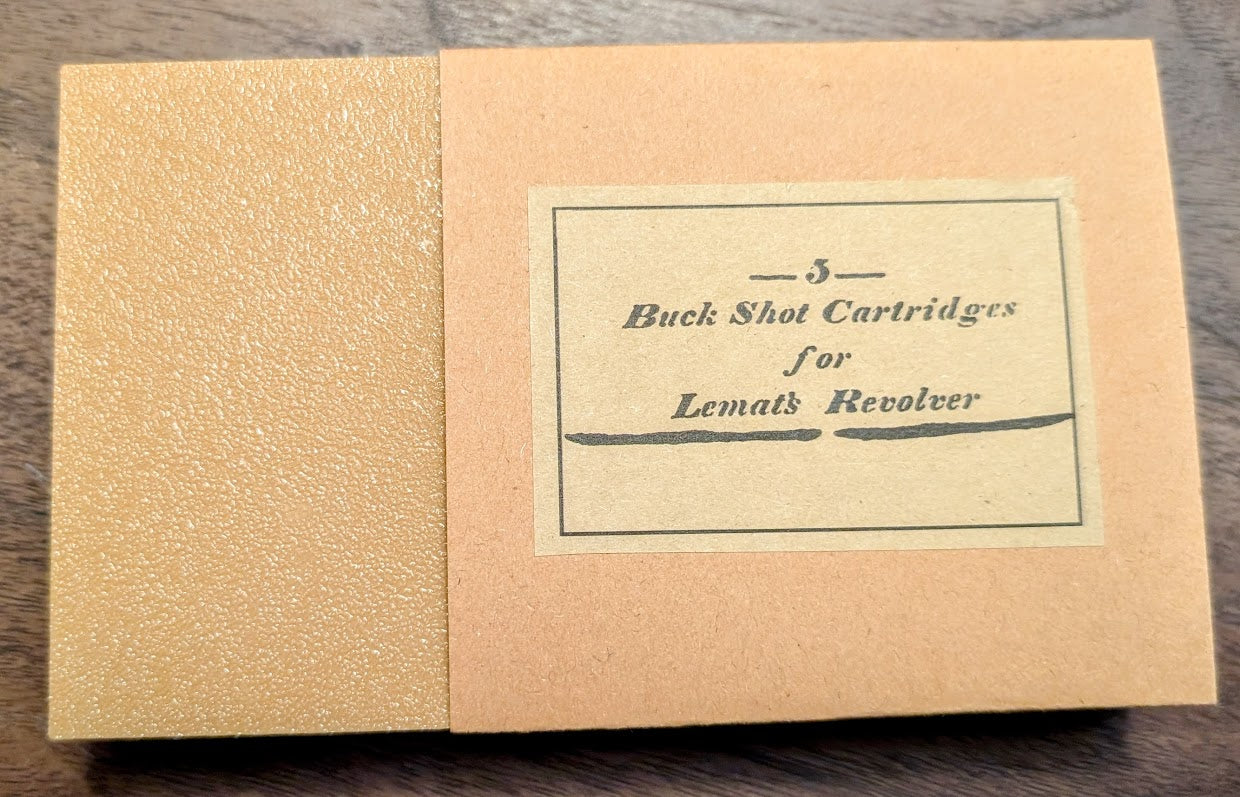 —5—
Buck Shot Cartridges
for
Lemat's Revolver